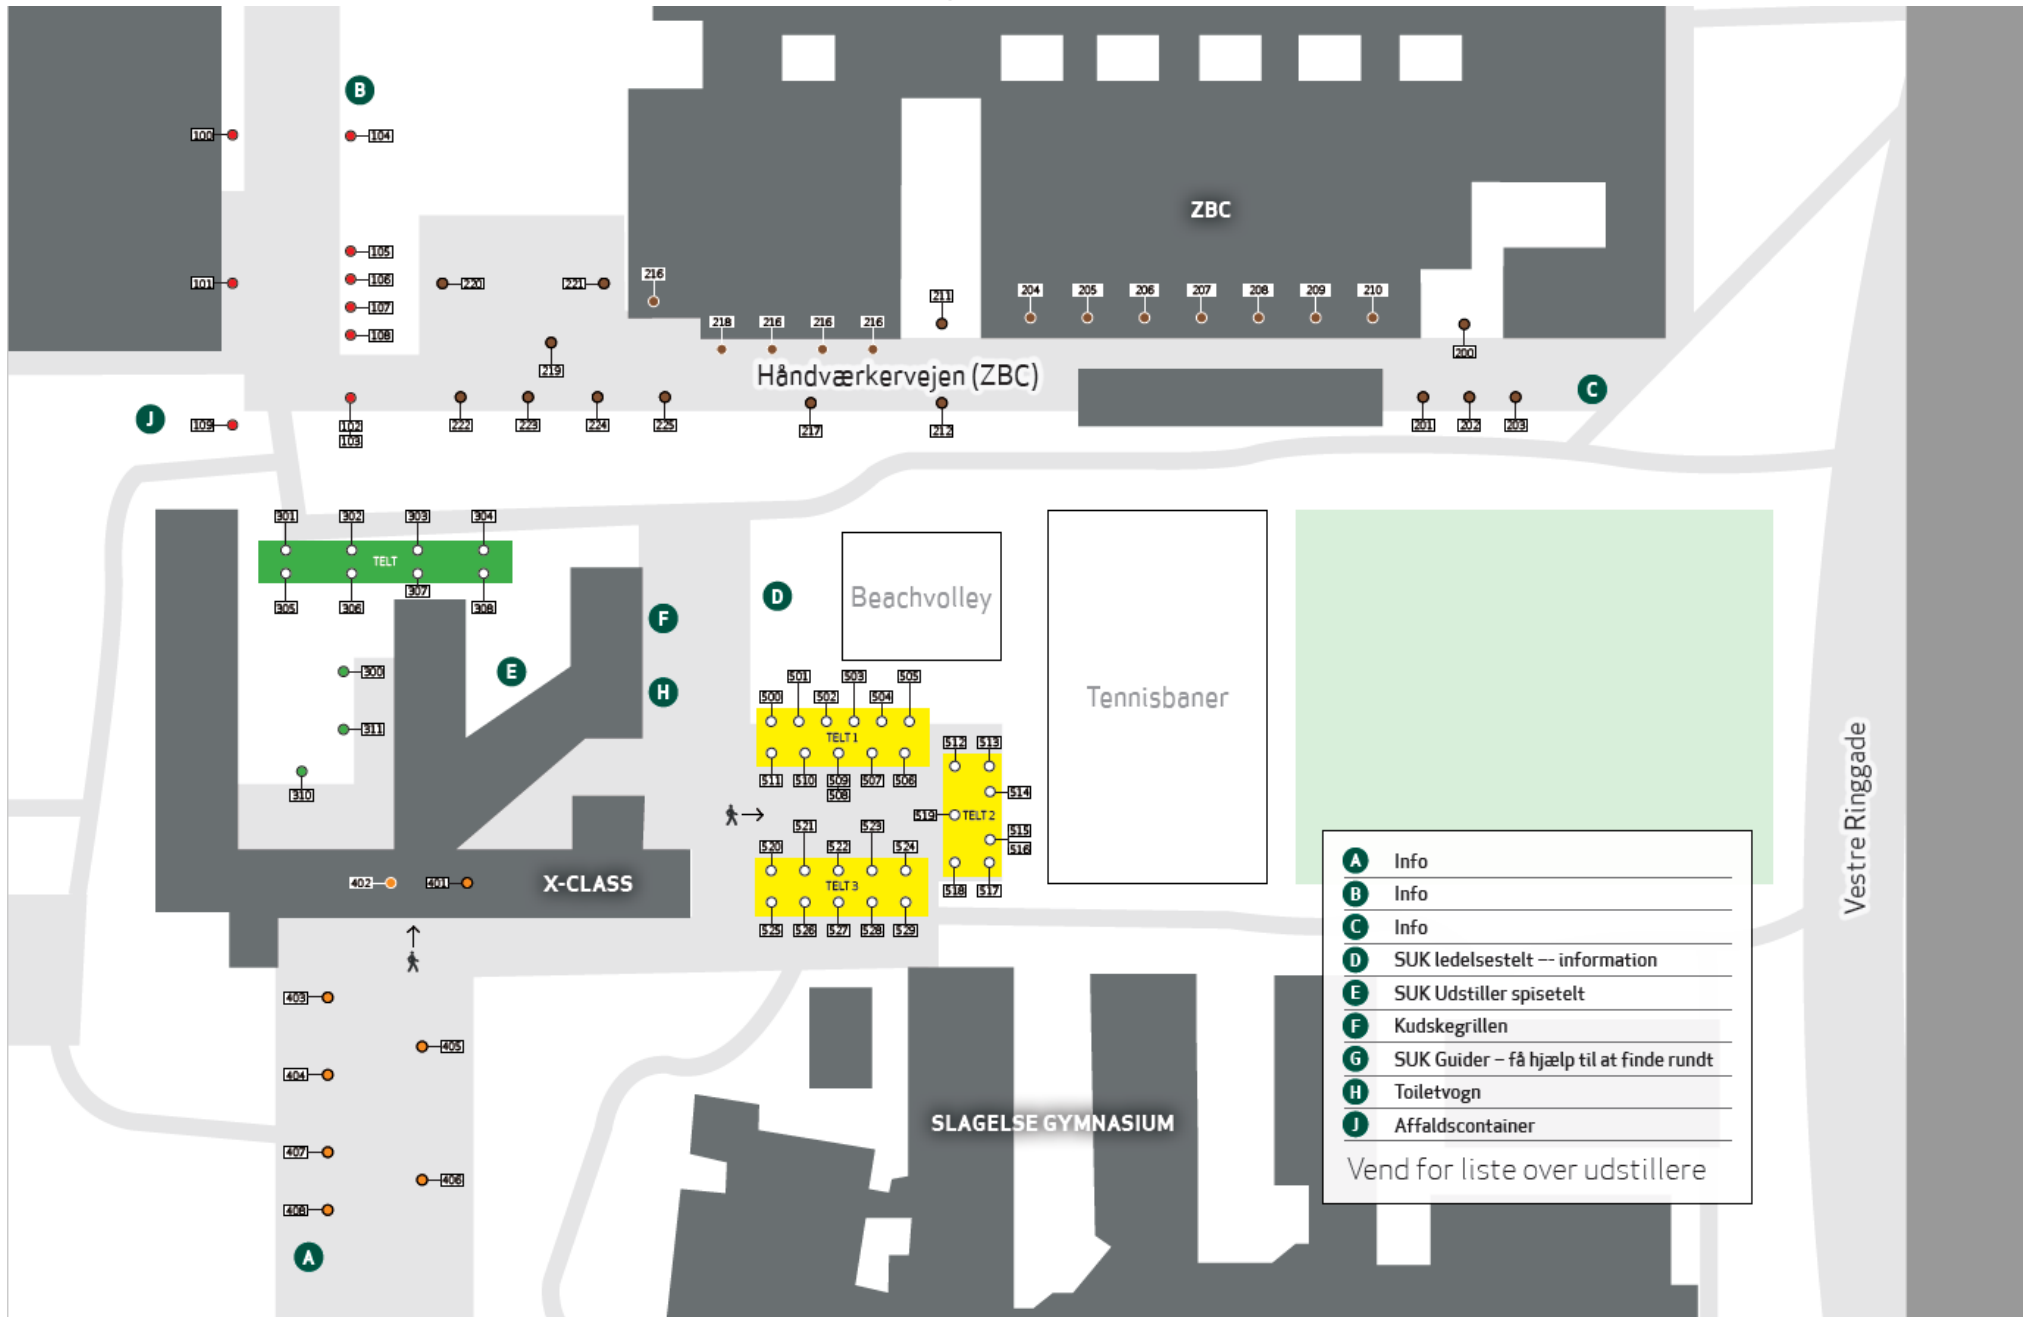 B
100
104
ZBC
105
106
107
108
101
220
221
216
218
216
216
216
211
204
205
206
207
208
209
210
200
219
Håndværkervejen (ZBC)
C
J
109
102
103
222
223
224
225
217
212
201
202
203
301
302
303
304
TELT
305
306
307
308
D
Beachvolley
F
E
H
300
311
310
Tennisbaner
500
501
502
503
504
505
TELT 1
511
510
509
508
507
506
512
513
514
519
TELT 2
515
516
518
517
520
521
522
523
524
TELT 3
525
526
527
528
529
402
401
X-CLASS
Vestre Ringgade
403
405
404
407
406
408
A
SLAGELSE GYMNASIUM
A Info
B Info
C Info
D SUK ledelsestelt –- information
E SUK Udstiller spisetelt
F Kudskegrillen
G SUK Guider – få hjælp til at finde rundt
H Toiletvogn
J Affaldscontainer
Vend for liste over udstillere